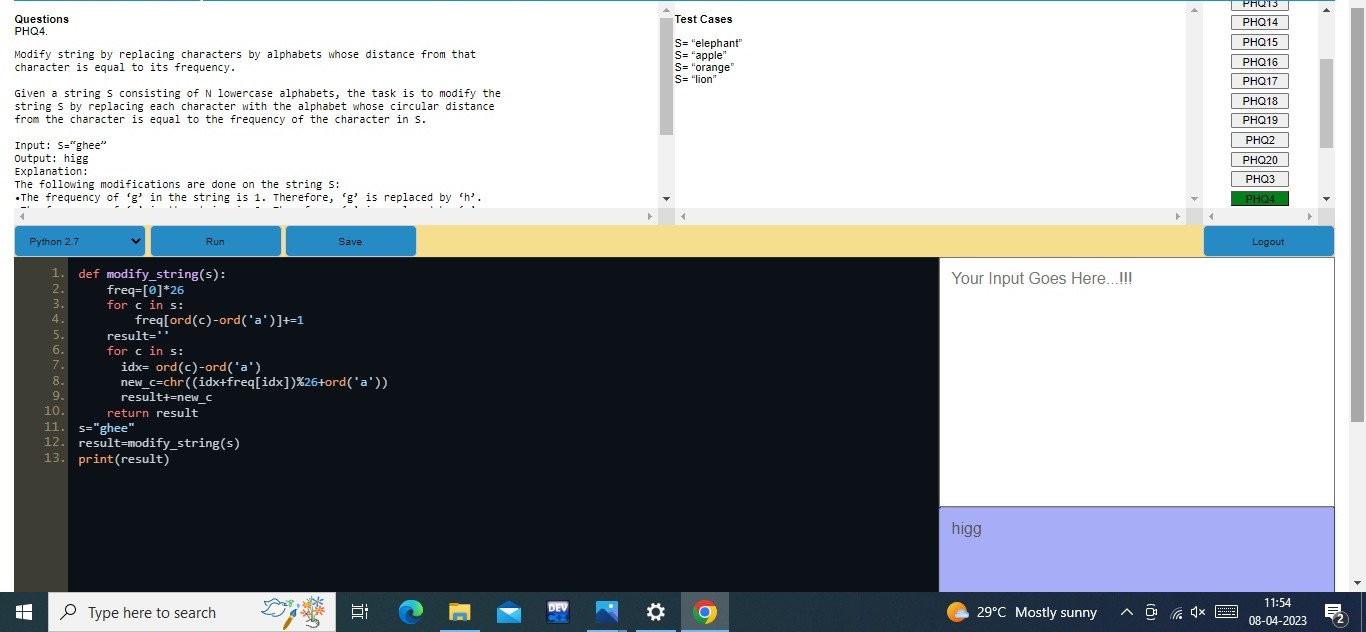 Questions
PHQ4.
Modify string by replacing characters by alphabets whose distance from that
character is equal to its frequency.
Given a string S consisting of N lowercase alphabets, the task is to modify the
string S by replacing each character with the alphabet whose circular distance
from the character is equal to the frequency of the character in S.
Input: S=“ghee”
Output: higg
Explanation:
The following modifications are done on the string S:
•The frequency of ‘g’ in the string is 1. Therefore, ‘g’ is replaced by ‘h’.
Test Cases
S= “elephant”
S= “apple”
S= “orange”
S= “lion”
PHQ13
PHQ14
PHQ15
PHQ16
PHQ17
PHQ18
PHQ19
PHQ2
PHQ20
PHQ3
PHQ4
Python 2.7
Run
Save
Logout
1. def modify_string(s):
2. freq=[0]*26
3. for c in s:
4. freq[ord(c)-ord('a')]+=1
5. result=''
6. for c in s:
7. idx= ord(c)-ord('a')
8. new_c=chr((idx+freq[idx])%26+ord('a'))
9. result+=new_c
10. return result
11. s="ghee"
12. result=modify_string(s)
13. print(result)
Your Input Goes Here...!!!
higg
Type here to search
DEV
29°C Mostly sunny
11:54
08-04-2023
2